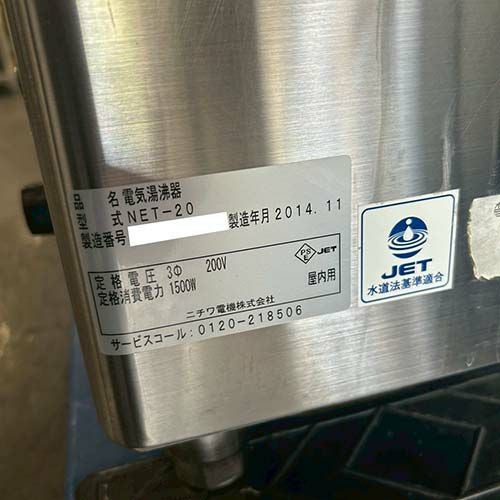 品名 電気湯沸器
型式 NET-20
製造番号 製造年月 2014.11
定格電圧 3Φ 200V
定格消費電力 1500W 屋内用
PS E JET
ニチワ電機株式会社
サービスコール:0120-218506
JET
水道法基準適合